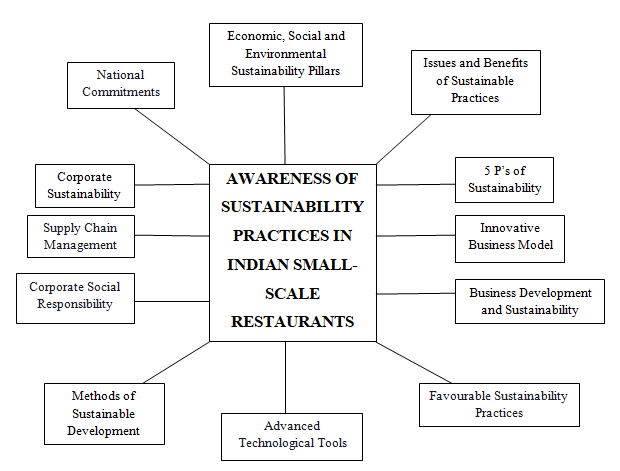 Economic, Social and
Environmental
Sustainability Pillars
National
Commitments
Issues and Benefits
of Sustainable
Practices
Corporate
Sustainability
AWARENESS OF
SUSTAINABILITY
PRACTICES IN
INDIAN SMALL-
SCALE
RESTAURANTS
5 P's of
Sustainability
Supply Chain
Management
Innovative
Business Model
Corporate Social
Responsibility
Business Development
and Sustainability
Methods of
Sustainable
Development
Advanced
Technological Tools
Favourable Sustainability
Practices